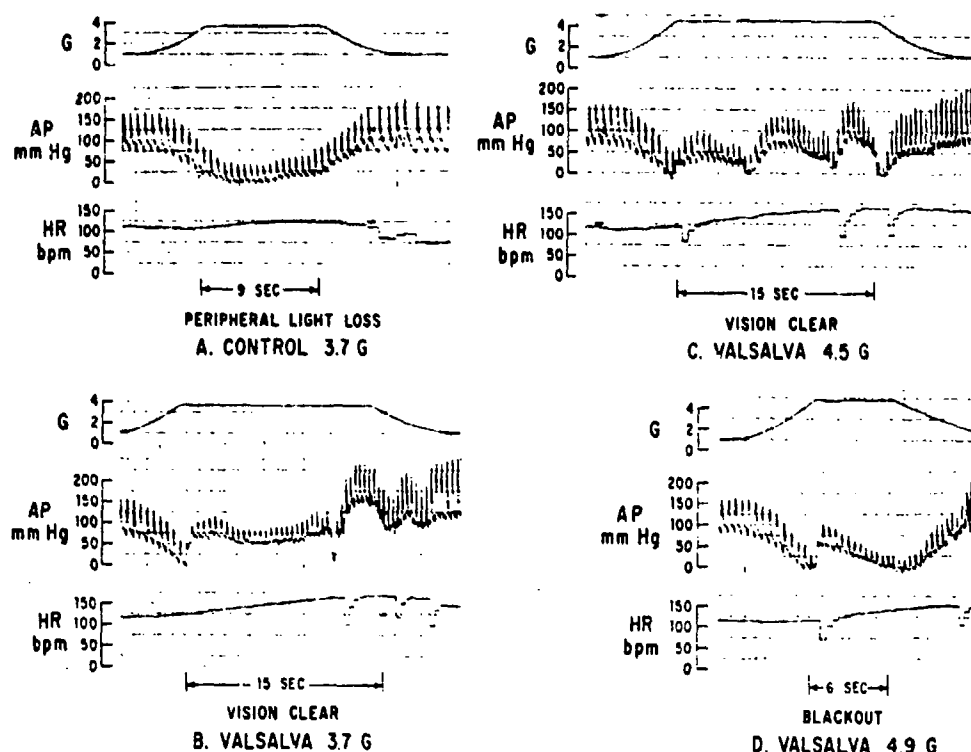 G
4
2
0
AP
mm Hg
200
150
100
50
0
HR
bpm
150
100
50
0
9 SEC
PERIPHERAL LIGHT LOSS
A. CONTROL 3.7 G
G
4
2
0
AP
mm Hg
200
150
100
50
0
HR
bpm
150
100
50
0
15 SEC
VISION CLEAR
C. VALSALVA 4.5 G
G
4
2
0
AP
mm Hg
200
150
100
50
0
HR
bpm
150
100
50
0
15 SEC
VISION CLEAR
B. VALSALVA 3.7 G
G
4
2
0
AP
mm Hg
200
150
100
50
0
HR
bpm
150
100
50
0
6 SEC
BLACKOUT
D. VALSALVA 4.9 G